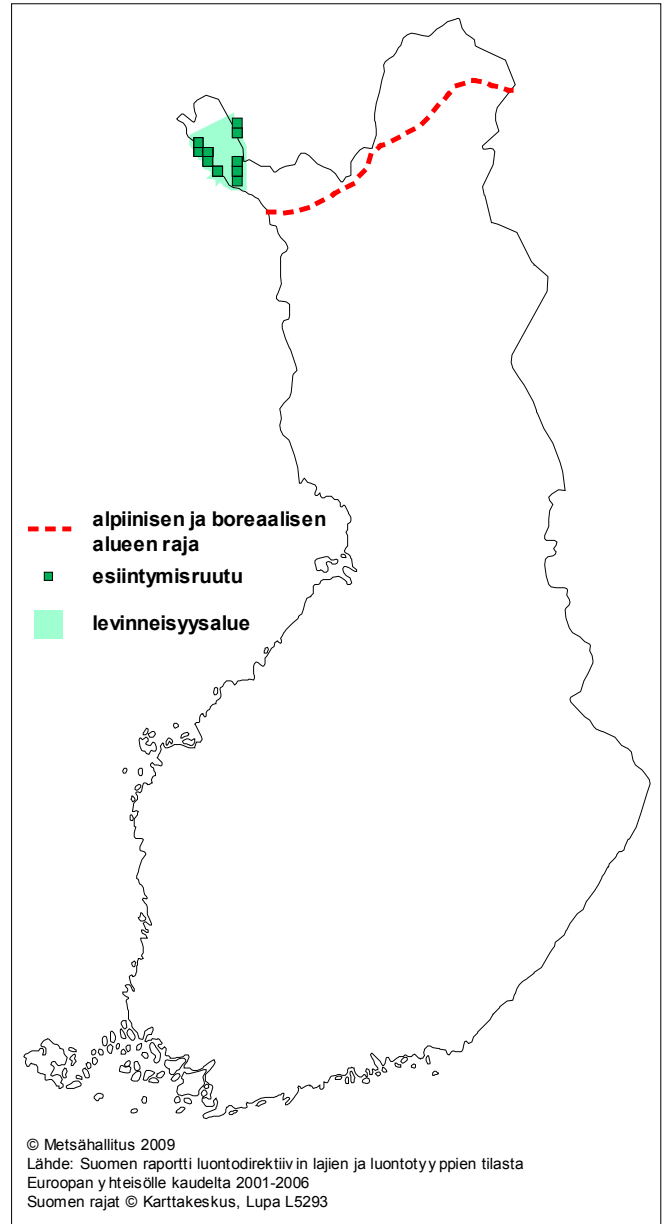 alpiinisen ja boreaalisen
alueen raja
esiintymisruutu
levinneisyysalue
© Metsähallitus 2009
Lähde: Suomen raportti luontodirektiivin lajien ja luontotyyppien tilasta
Euroopan yhteisölle kaudelta 2001-2006
Suomen rajat © Karttakeskus, Lupa L5293